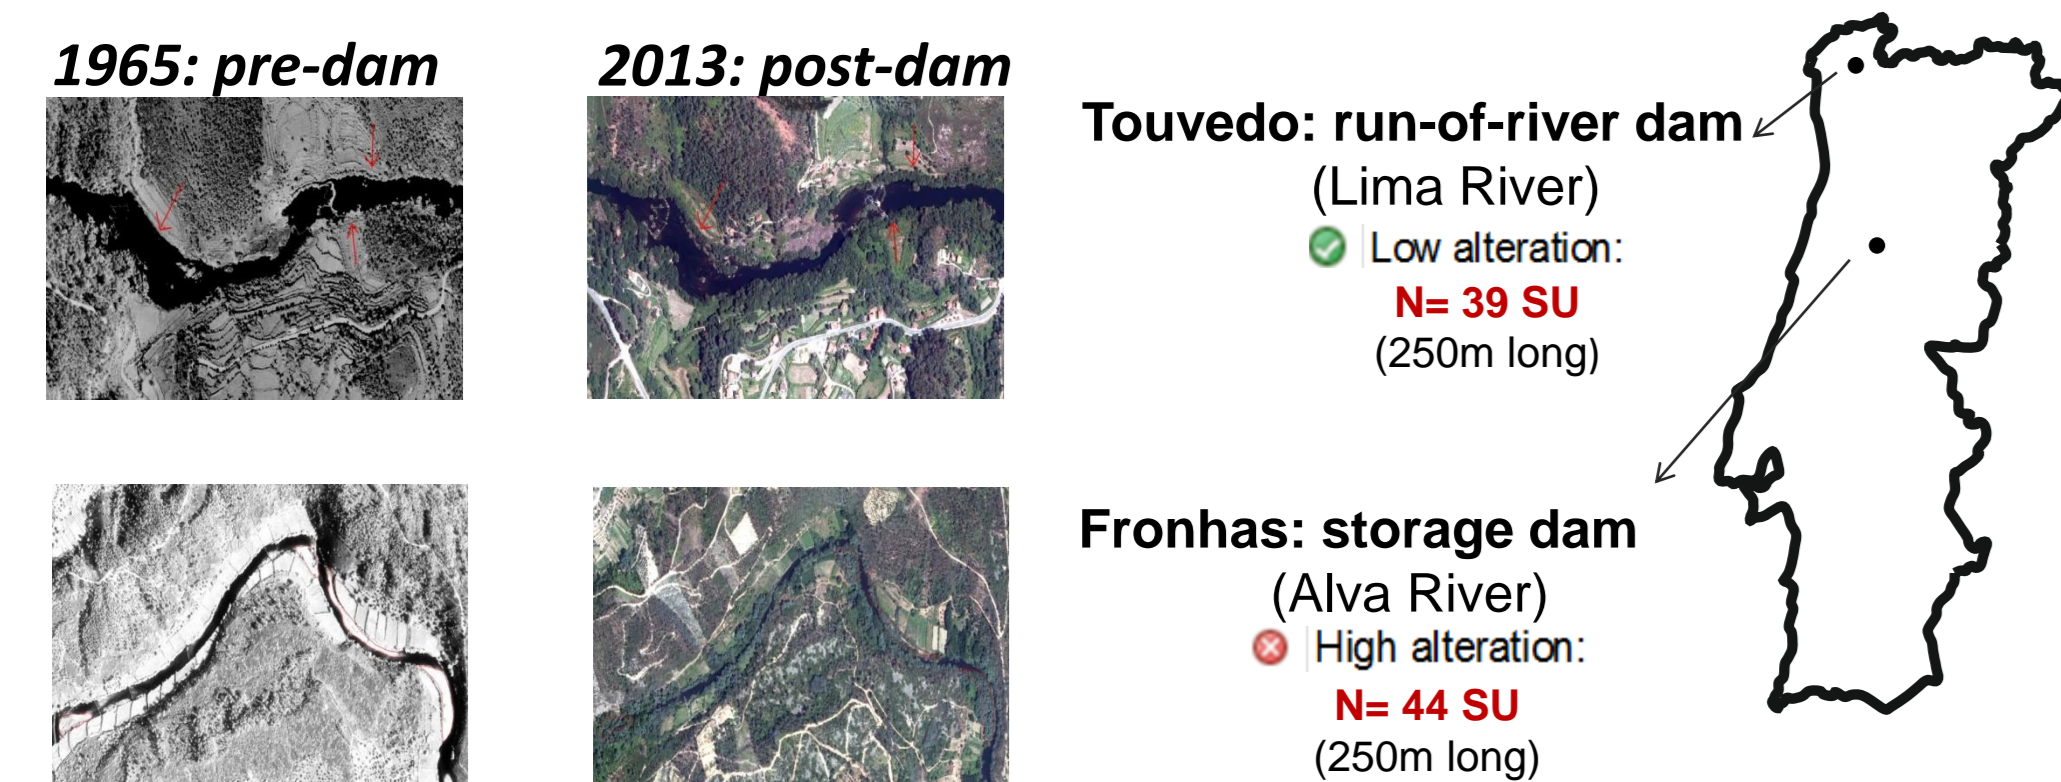 1965: pre-dam
2013: post-dam
Touvedo: run-of-river dam
(Lima River)
Low alteration:
N= 39 SU
(250m long)
Fronhas: storage dam
(Alva River)
High alteration:
N= 44 SU
(250m long)